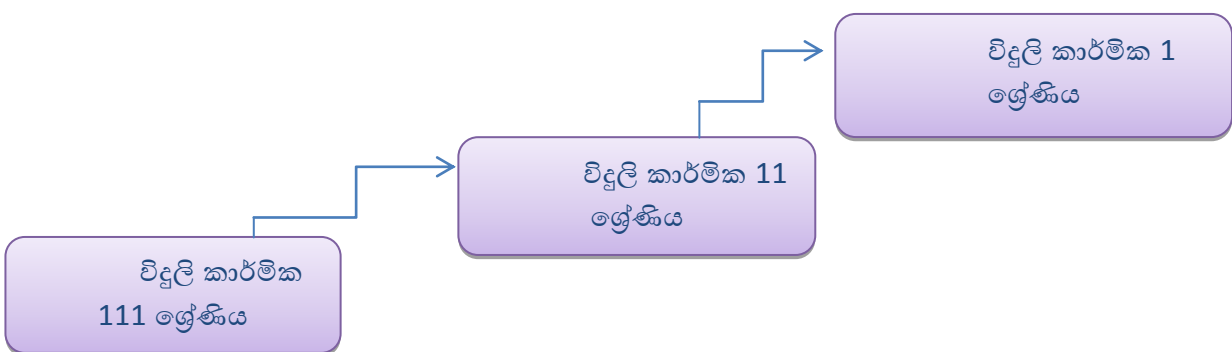 විදුලි කාර්මික 1
ශ්‍රේණිය
විදුලි කාර්මික 11
ශ්‍රේණිය
විදුලි කාර්මික
111 ශ්‍රේණිය